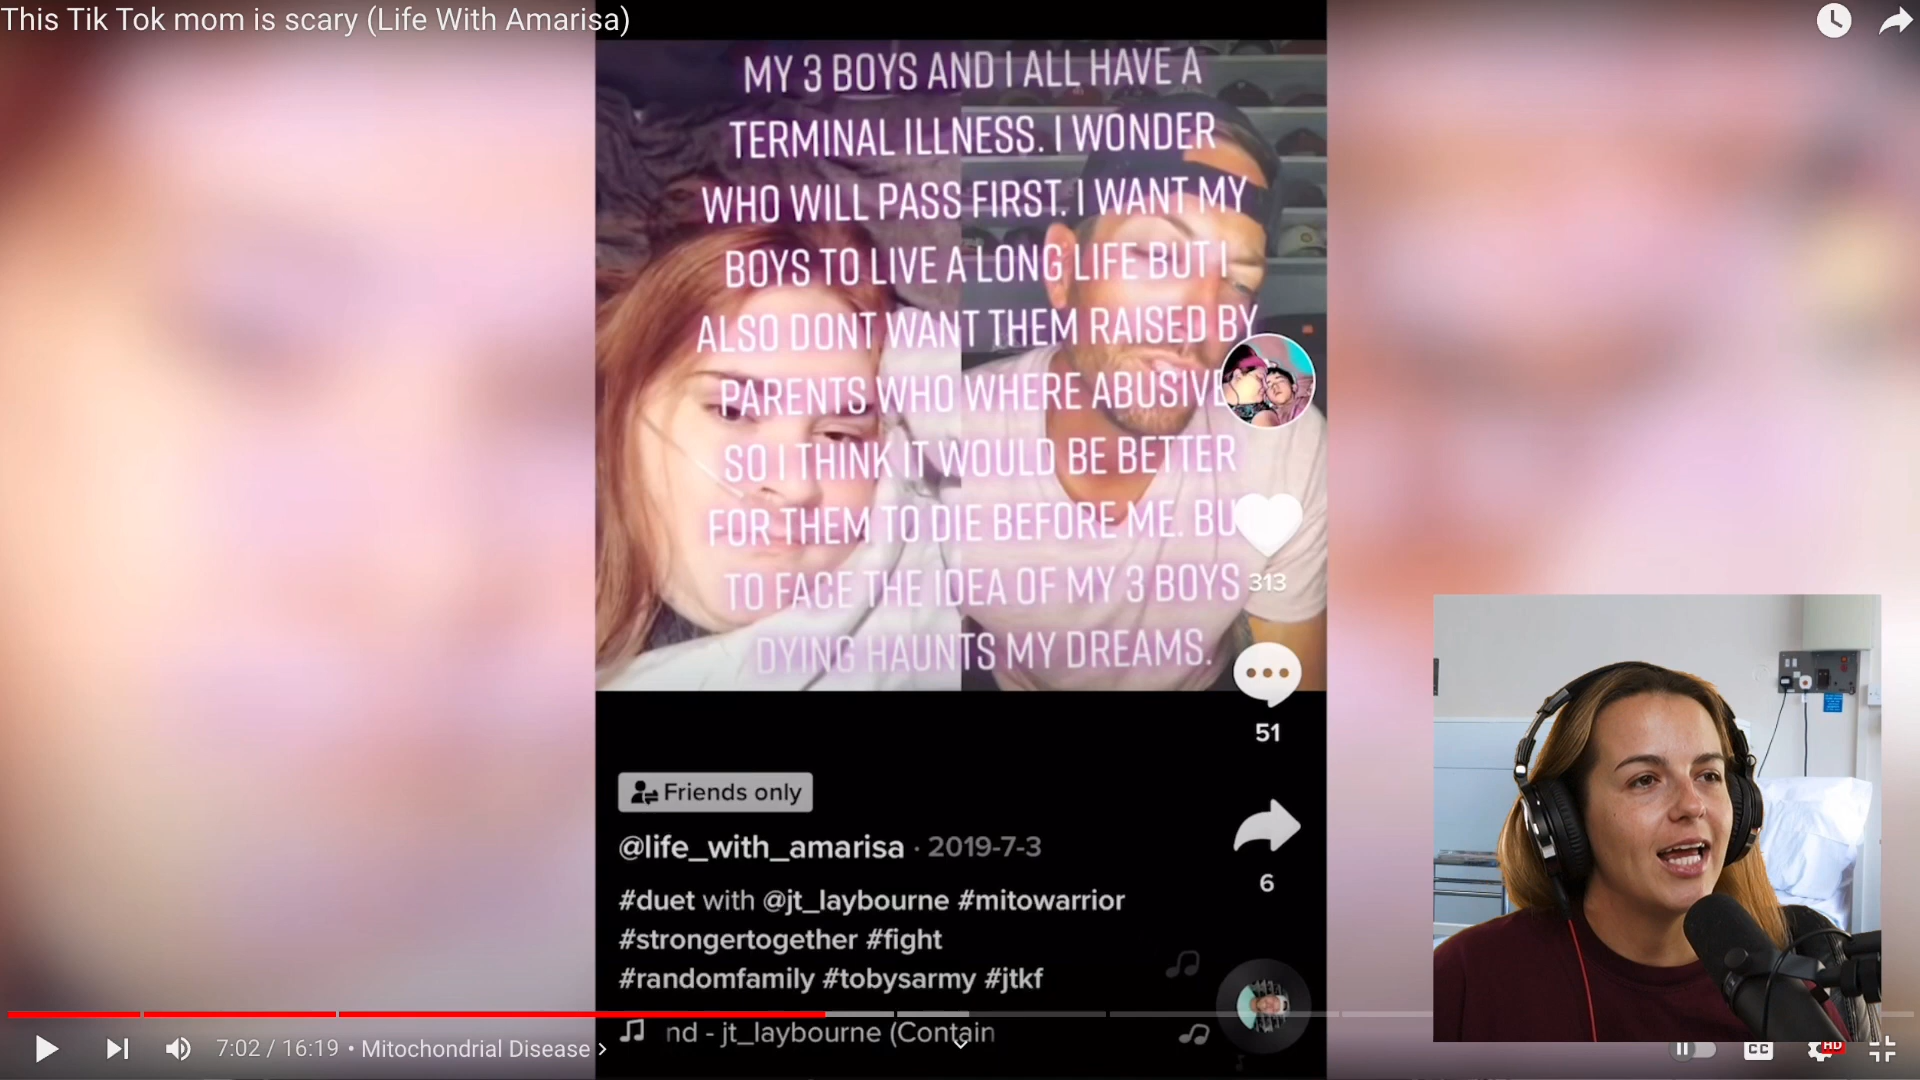 This Tik Tok mom is scary (Life With Amarisa)
MY 3 BOYS AND I ALL HAVE A
TERMINAL ILLNESS. I WONDER
WHO WILL PASS FIRST. I WANT MY
BOYS TO LIVE A LONG LIFE BUT I
ALSO DONT WANT THEM RAISED BY
PARENTS WHO WHERE ABUSIVE
SO I THINK IT WOULD BE BETTER
FOR THEM TO DIE BEFORE ME. BU
TO FACE THE IDEA OF MY 3 BOYS
DYING HAUNTS MY DREAMS.
313
51
Friends only
@life_with_amarisa · 2019-7-3
6
#duet with @jt_laybourne #mitowarrior
#strongertogether #fight
#randomfamily #tobysarmy #jtkf
nd - jt_laybourne (Contain
7:02 / 16:19 • Mitochondrial Disease
CC
HD